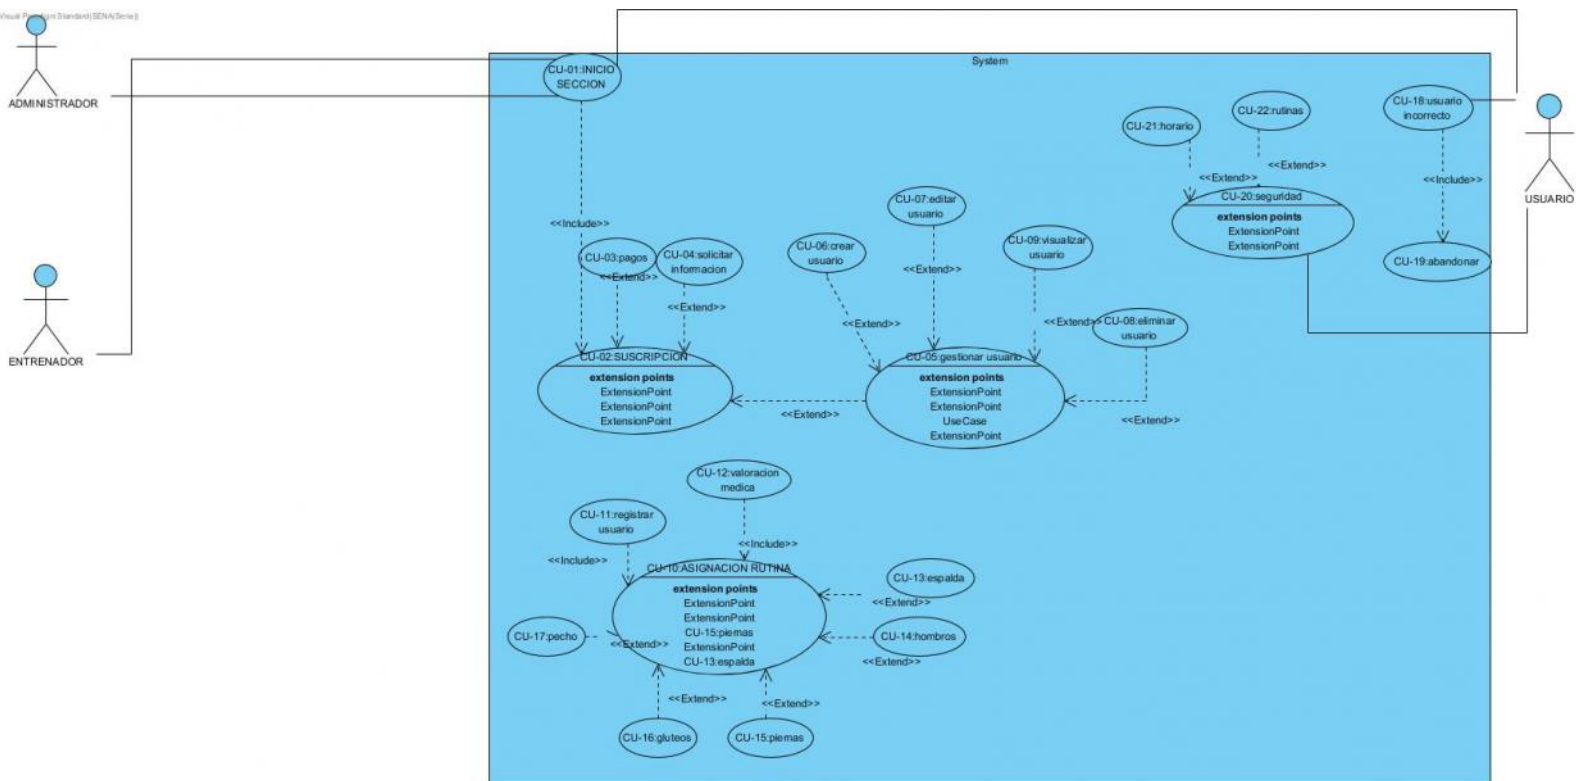 Visual Paradigm Standard(SENA(Sena))
ADMINISTRADOR
ENTRENADOR
USUARIO
System
CU-01:INICIO
SECCION
<<Include>>
CU-03:pagos
<<Extend>>
CU-04:solicitar
informacion
<<Extend>>
CU-02:SUSCRIPCION
extension points
ExtensionPoint
ExtensionPoint
ExtensionPoint
<<Extend>>
CU-06:crear
usuario
<<Extend>>
CU-07:editar
usuario
<<Extend>>
CU-09:visualizar
usuario
<<Extend>>
CU-08:eliminar
usuario
<<Extend>>
CU-05:gestionar usuario
extension points
ExtensionPoint
ExtensionPoint
UseCase
ExtensionPoint
CU-21:horario
<<Extend>>
CU-22:rutinas
<<Extend>>
CU-20:seguridad
extension points
ExtensionPoint
ExtensionPoint
CU-18:usuario
incorrecto
<<Include>>
CU-19:abandonar
CU-12:valoracion
medica
<<Include>>
CU-11:registrar
usuario
<<Include>>
CU-10:ASIGNACION RUTINA
extension points
ExtensionPoint
ExtensionPoint
CU-15:piernas
ExtensionPoint
CU-13:espalda
CU-13:espalda
<<Extend>>
CU-14:hombros
<<Extend>>
CU-17:pecho
<<Extend>>
<<Extend>>
CU-16:gluteos
<<Extend>>
CU-15:piernas